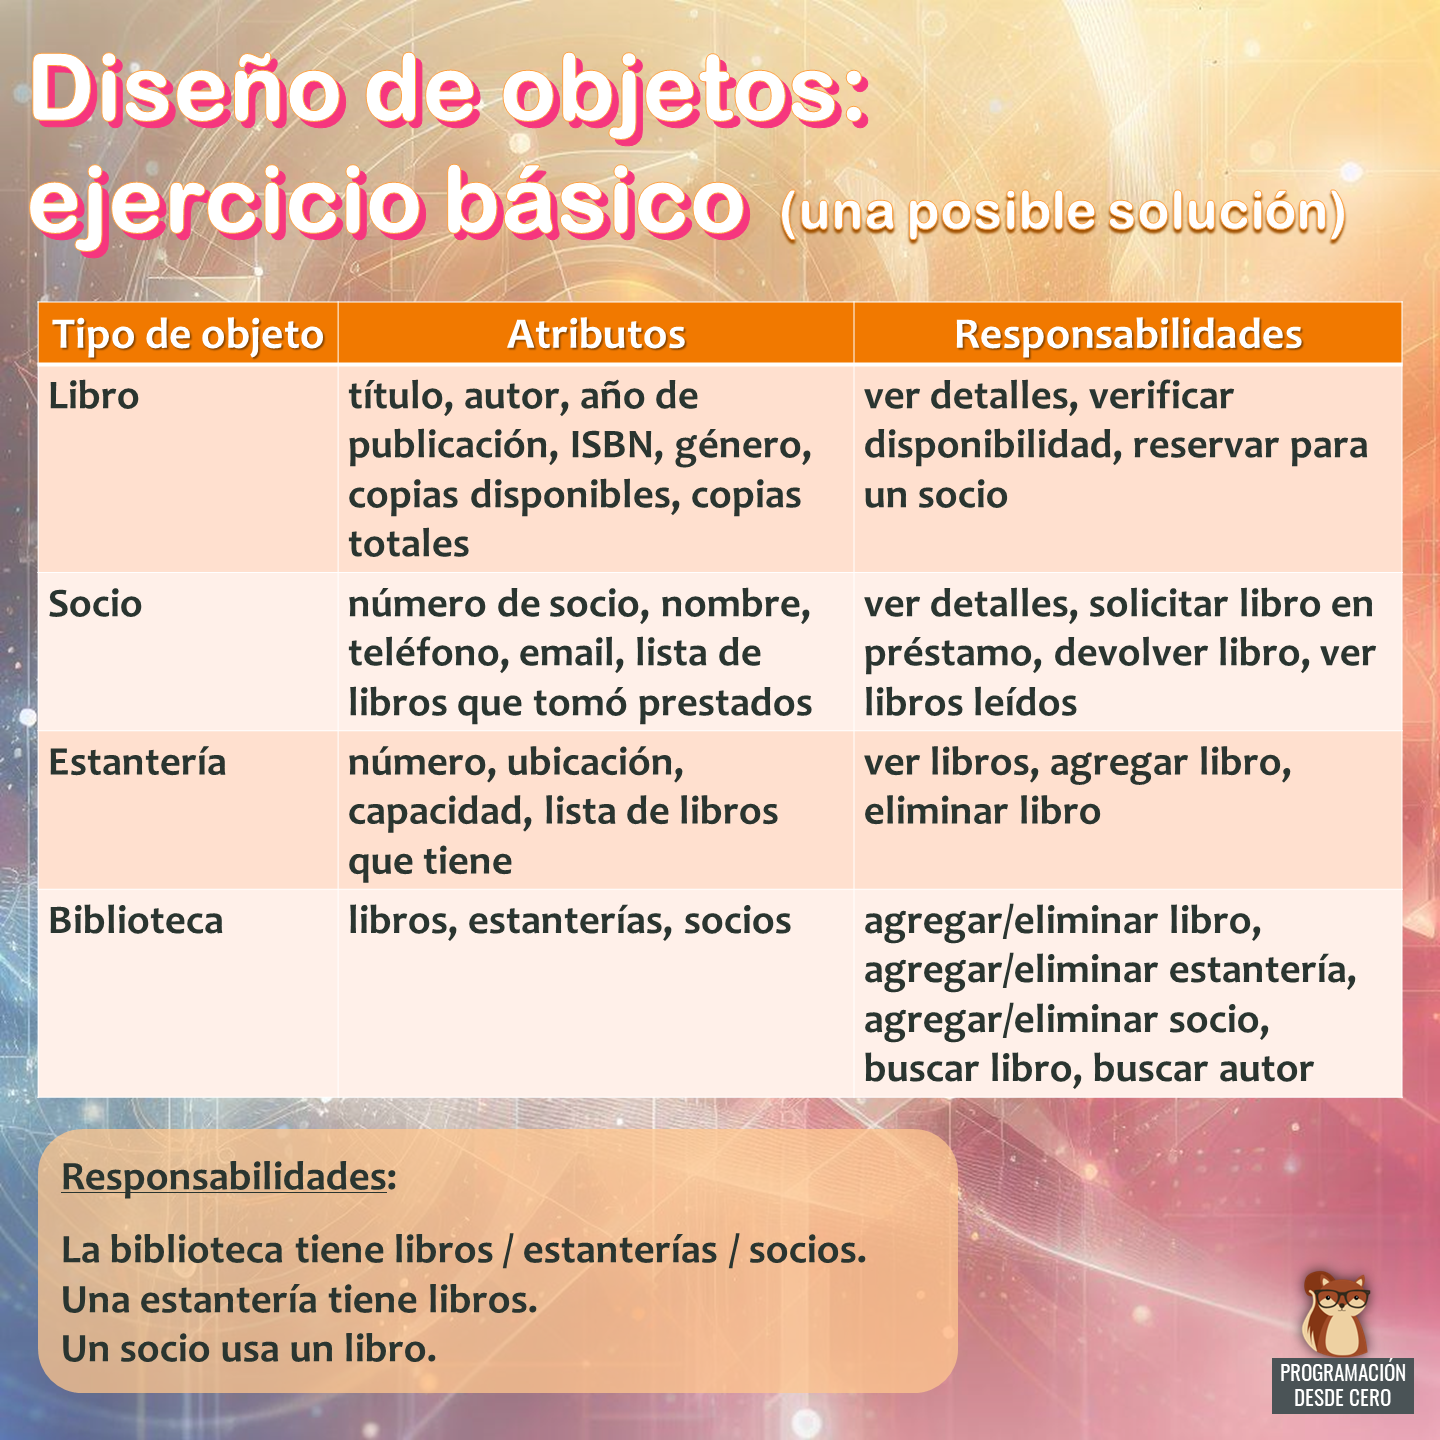 Diseño de objetos:
ejercicio básico (una posible solución)
Tipo de objeto Atributos Responsabilidades
Libro
título, autor, año de
publicación, ISBN, género,
copias disponibles, copias
totales
ver detalles, verificar
disponibilidad, reservar para
un socio
Socio
número de socio, nombre,
teléfono, email, lista de
libros que tomó prestados
ver detalles, solicitar libro en
préstamo, devolver libro, ver
libros leídos
Estantería
número, ubicación,
capacidad, lista de libros
que tiene
ver libros, agregar libro,
eliminar libro
Biblioteca
libros, estanterías, socios
agregar/eliminar libro,
agregar/eliminar estantería,
agregar/eliminar socio,
buscar libro, buscar autor
Responsabilidades:
La biblioteca tiene libros / estanterías / socios.
Una estantería tiene libros.
Un socio usa un libro.
PROGRAMACIÓN
DESDE CERO